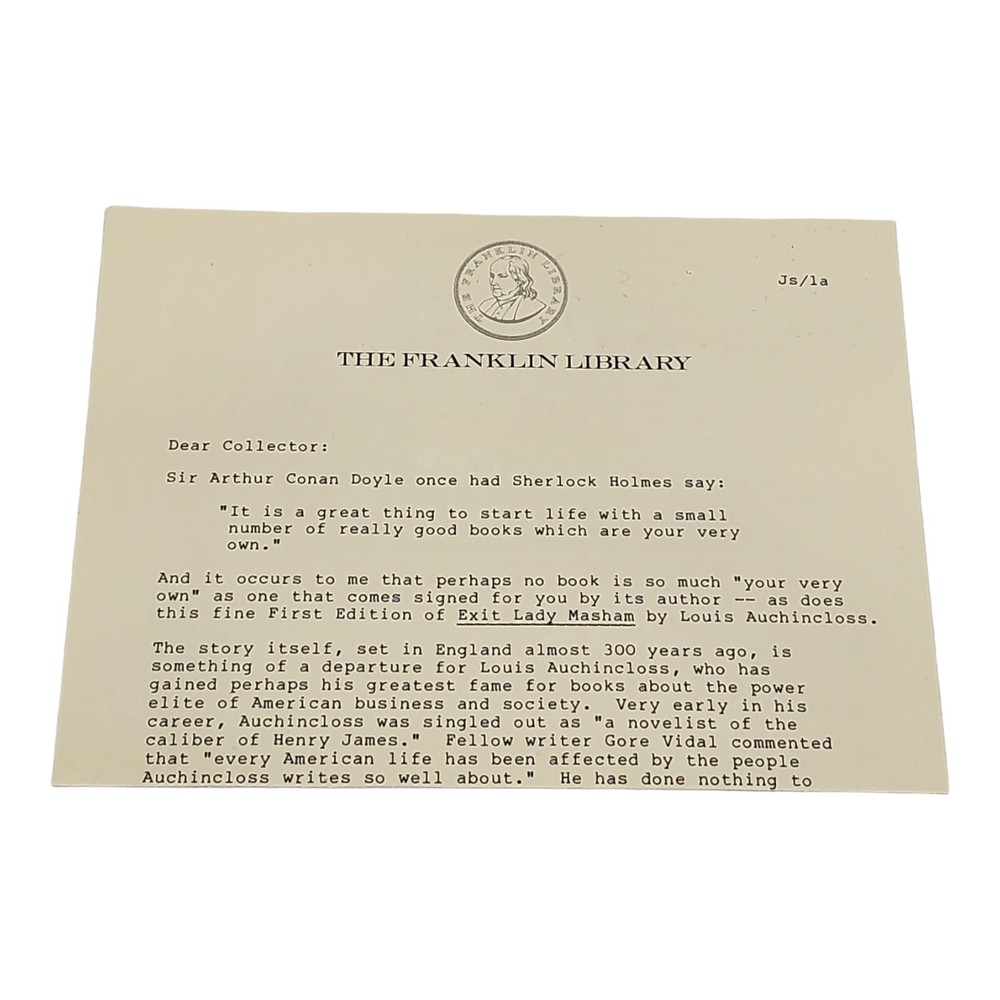 THE FRANKLIN LIBRARY
Js/la
THE FRANKLIN LIBRARY
Dear Collector:
Sir Arthur Conan Doyle once had Sherlock Holmes say:
"It is a great thing to start life with a small
number of really good books which are your very
own."
And it occurs to me that perhaps no book is so much "your very
own" as one that comes signed for you by its author -- as does
this fine First Edition of Exit Lady Masham by Louis Auchincloss.
The story itself, set in England almost 300 years ago, is
something of a departure for Louis Auchincloss, who has
gained perhaps his greatest fame for books about the power
elite of American business and society.  Very early in his
career, Auchincloss was singled out as "a novelist of the
caliber of Henry James."  Fellow writer Gore Vidal commented
that "every American life has been affected by the people
Auchincloss writes so well about."  He has done nothing to